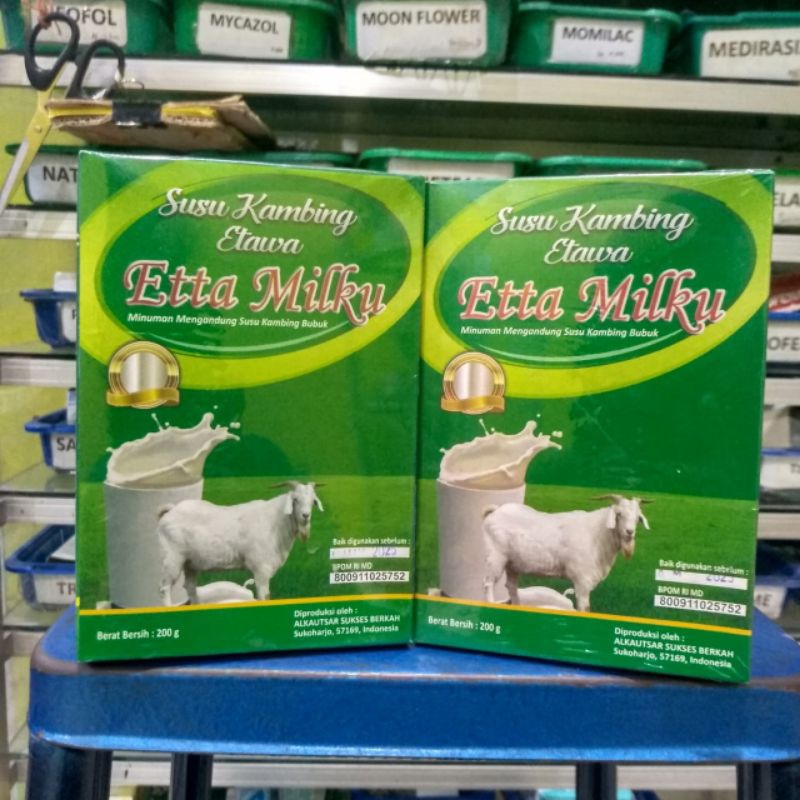 MYCAZOL
MOON FLOWER
MOMILAC
Susu Kambing
Etawa
Etta Milku
Minuman Mengandung Susu Kambing Bubuk
Baik digunakan sebelum :
2025
BPOM RI MD
800911025752
Berat Bersih : 200 g
Diproduksi oleh :
ALKAUTSAR SUKSES BERKAH
Sukoharjo, 57169, Indonesia
Susu Kambing
Etawa
Etta Milku
Minuman Mengandung Susu Kambing Bubuk
Baik digunakan sebelum :
2025
BPOM RI MD
800911025752
Berat Bersih : 200 g
Diproduksi oleh :
ALKAUTSAR SUKSES BERKAH
Sukoharjo, 57169, Indonesia